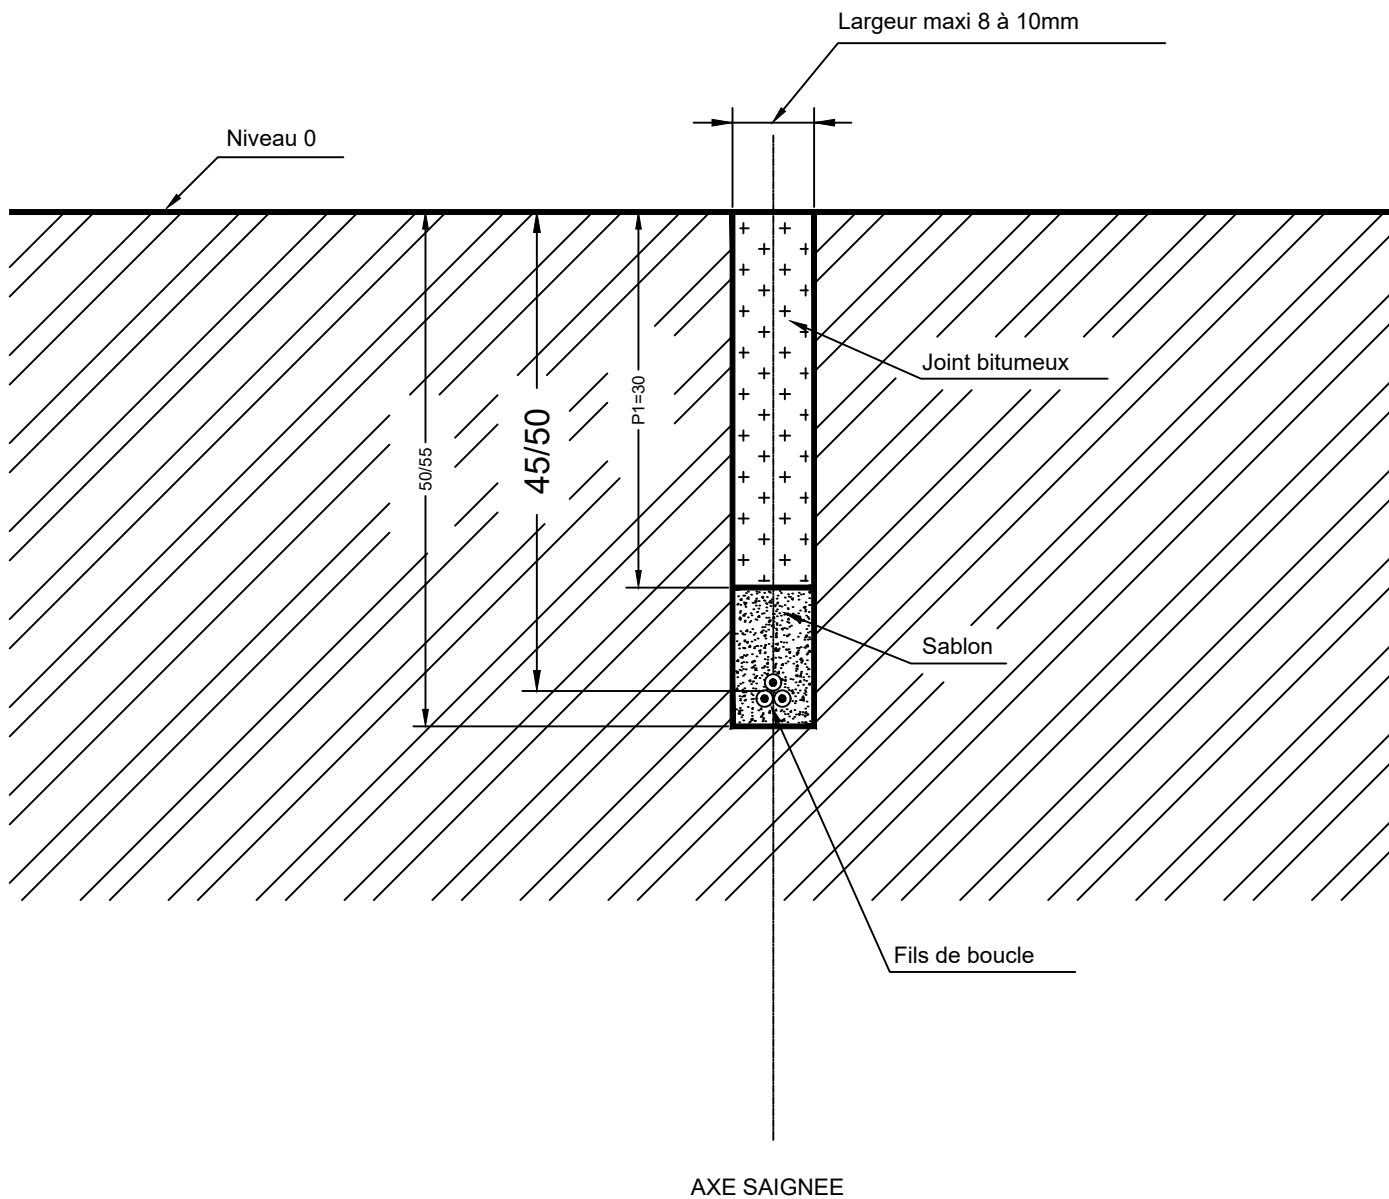 Largeur maxi 8 à 10mm
Niveau 0
Joint bitumeux
P1=30
45/50
50/55
Sablon
Fils de boucle
AXE SAIGNEE